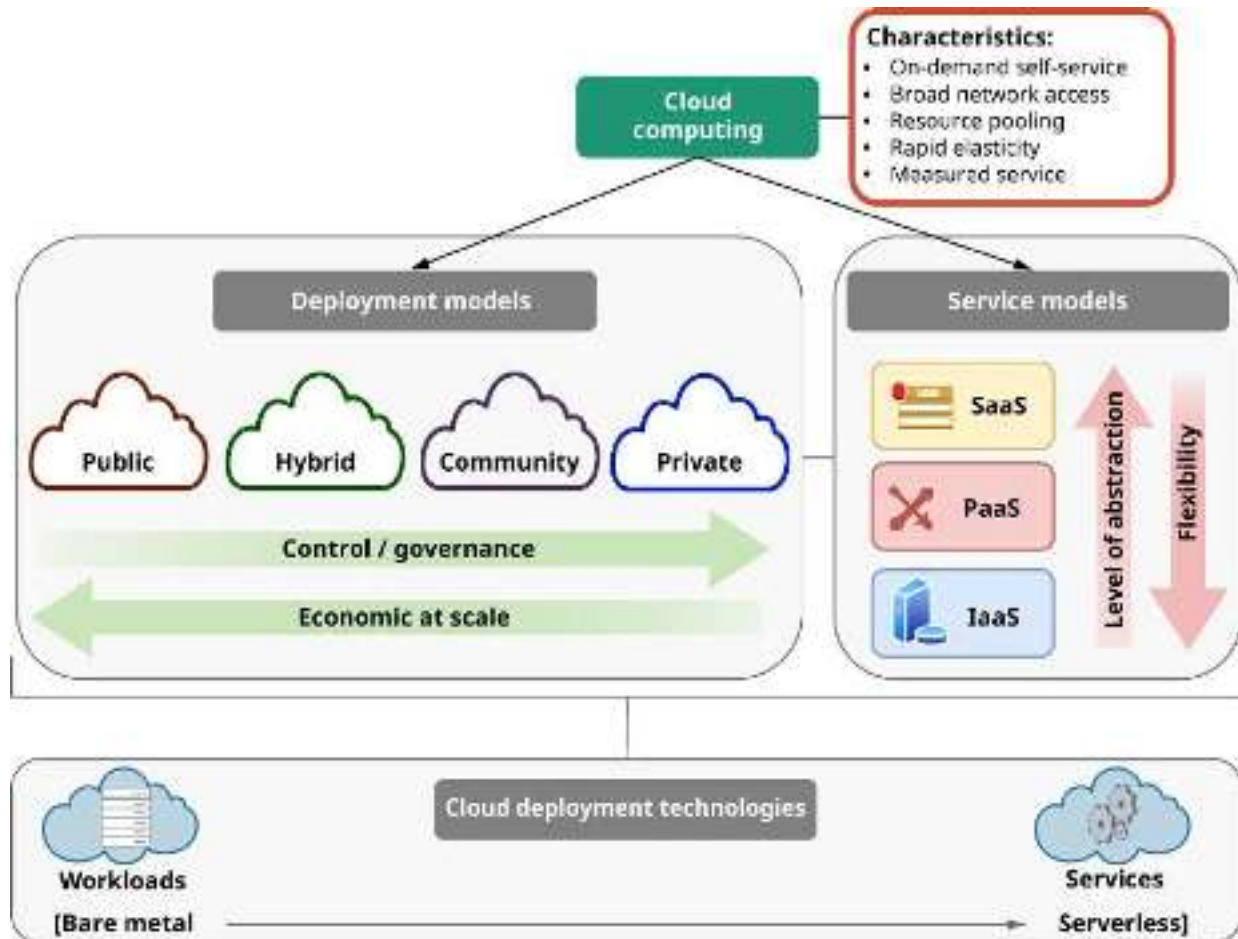 Characteristics:
• On-demand self-service
• Broad network access
• Resource pooling
• Rapid elasticity
• Measured service
Cloud
computing
Deployment models
Service models
Public
Hybrid
Community
Private
Control / governance
Economic at scale
SaaS
PaaS
IaaS
Level of abstraction
Flexibility
Cloud deployment technologies
Workloads
Services
[Bare metal
Serverless]